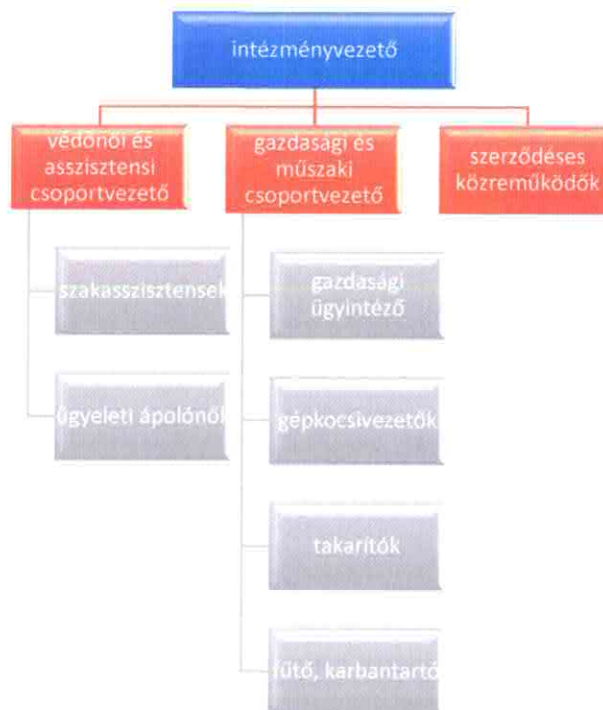 intézményvezető
védőnői és
asszisztensi
csoportvezető
gazdasági és
műszaki
csoportvezető
szerződéses
közreműködők
szakasszisztensek
ügyeleti ápolónők
gazdasági
ügyintéző
gépkocsivezetők
takarítók
fűtő, karbantartó